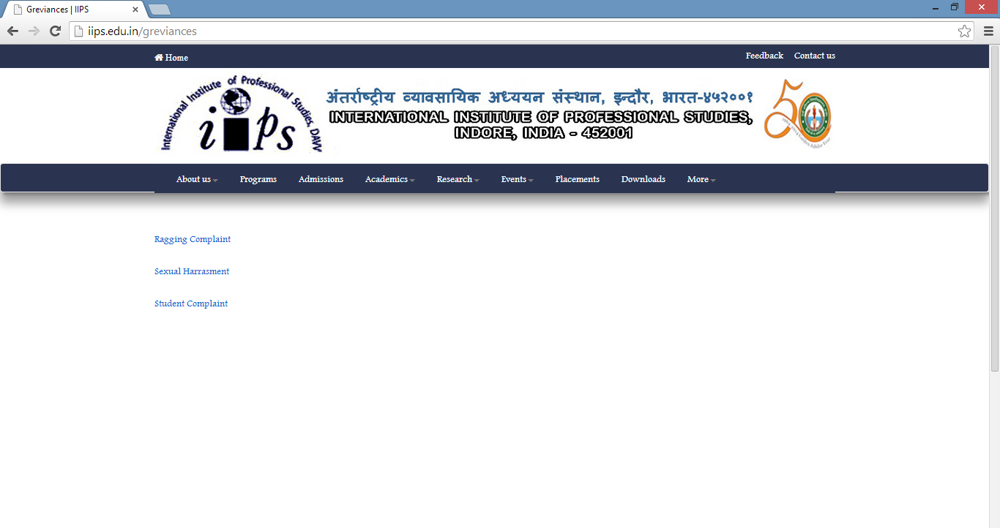 Greviances | IIPS
iips.edu.in/greviances
Home
Feedback Contact us
International Institute of Professional Studies, DAVV
iips
अंतर्राष्ट्रीय व्यावसायिक अध्ययन संस्थान, इन्दौर, भारत-४५२००१
INTERNATIONAL INSTITUTE OF PROFESSIONAL STUDIES,
INDORE, INDIA - 452001
50
About us Programs Admissions Academics Research Events Placements Downloads More
Ragging Complaint
Sexual Harrasment
Student Complaint